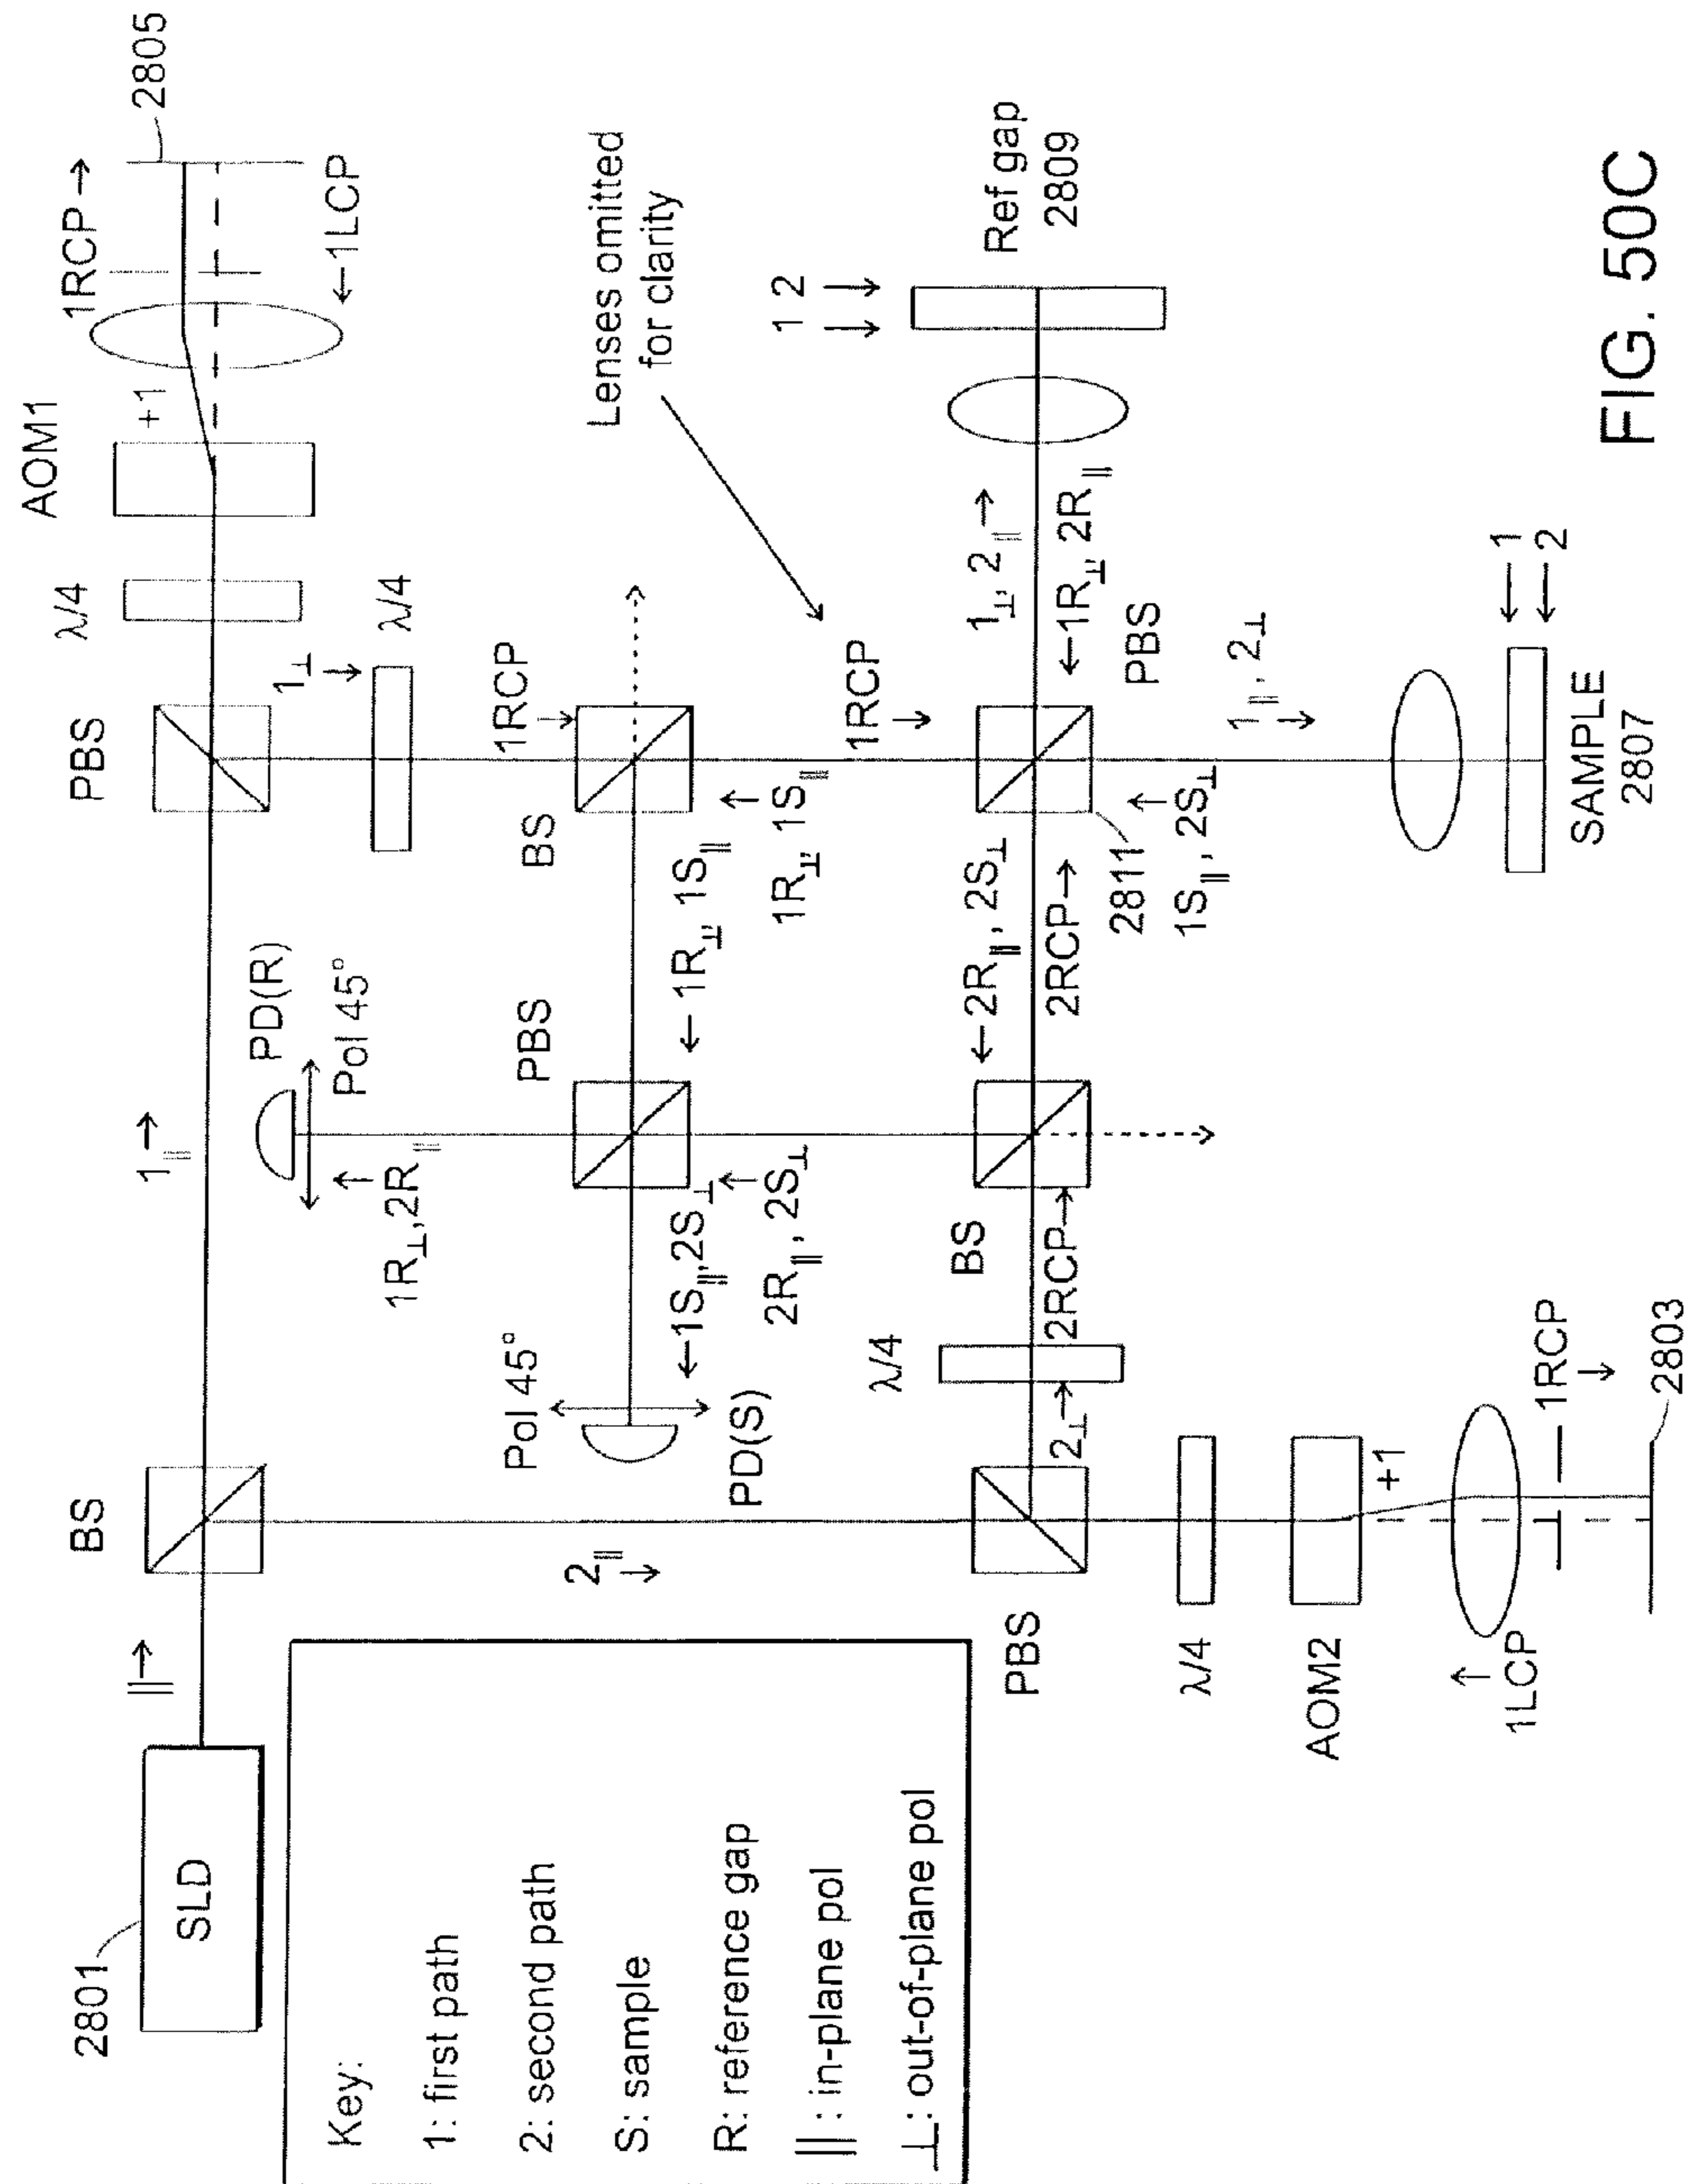 2801
SLD
||→
BS
1||→
PBS
λ/4
AOM1
+1
1RCP→
2805
←1LCP
1⊥↓
λ/4
PD(R)
Pol 45°
↑
1R⊥,2R||
1RCP
→
BS
↑
1R⊥, 1S||
PBS
←1R⊥, 1S||
Lenses omitted
for clarity
Pol 45°
PD(S)
←1S||,2S⊥
↑
2R||, 2S⊥
1RCP
↓
2||
↓
PBS
2⊥→
λ/4
2RCP→
BS
←2R||, 2S⊥
2RCP→
2811
1⊥, 2||→
←1R⊥, 2R||
PBS
1 2
↓ ↓
Ref gap
2809
↑
1S||, 2S⊥
1||, 2⊥
↓
←1
←2
SAMPLE
2807
λ/4
AOM2
+1
↑
1LCP
1RCP
↓
2803
Key:
1: first path
2: second path
S: sample
R: reference gap
||: in-plane pol
⊥: out-of-plane pol
FIG. 50C